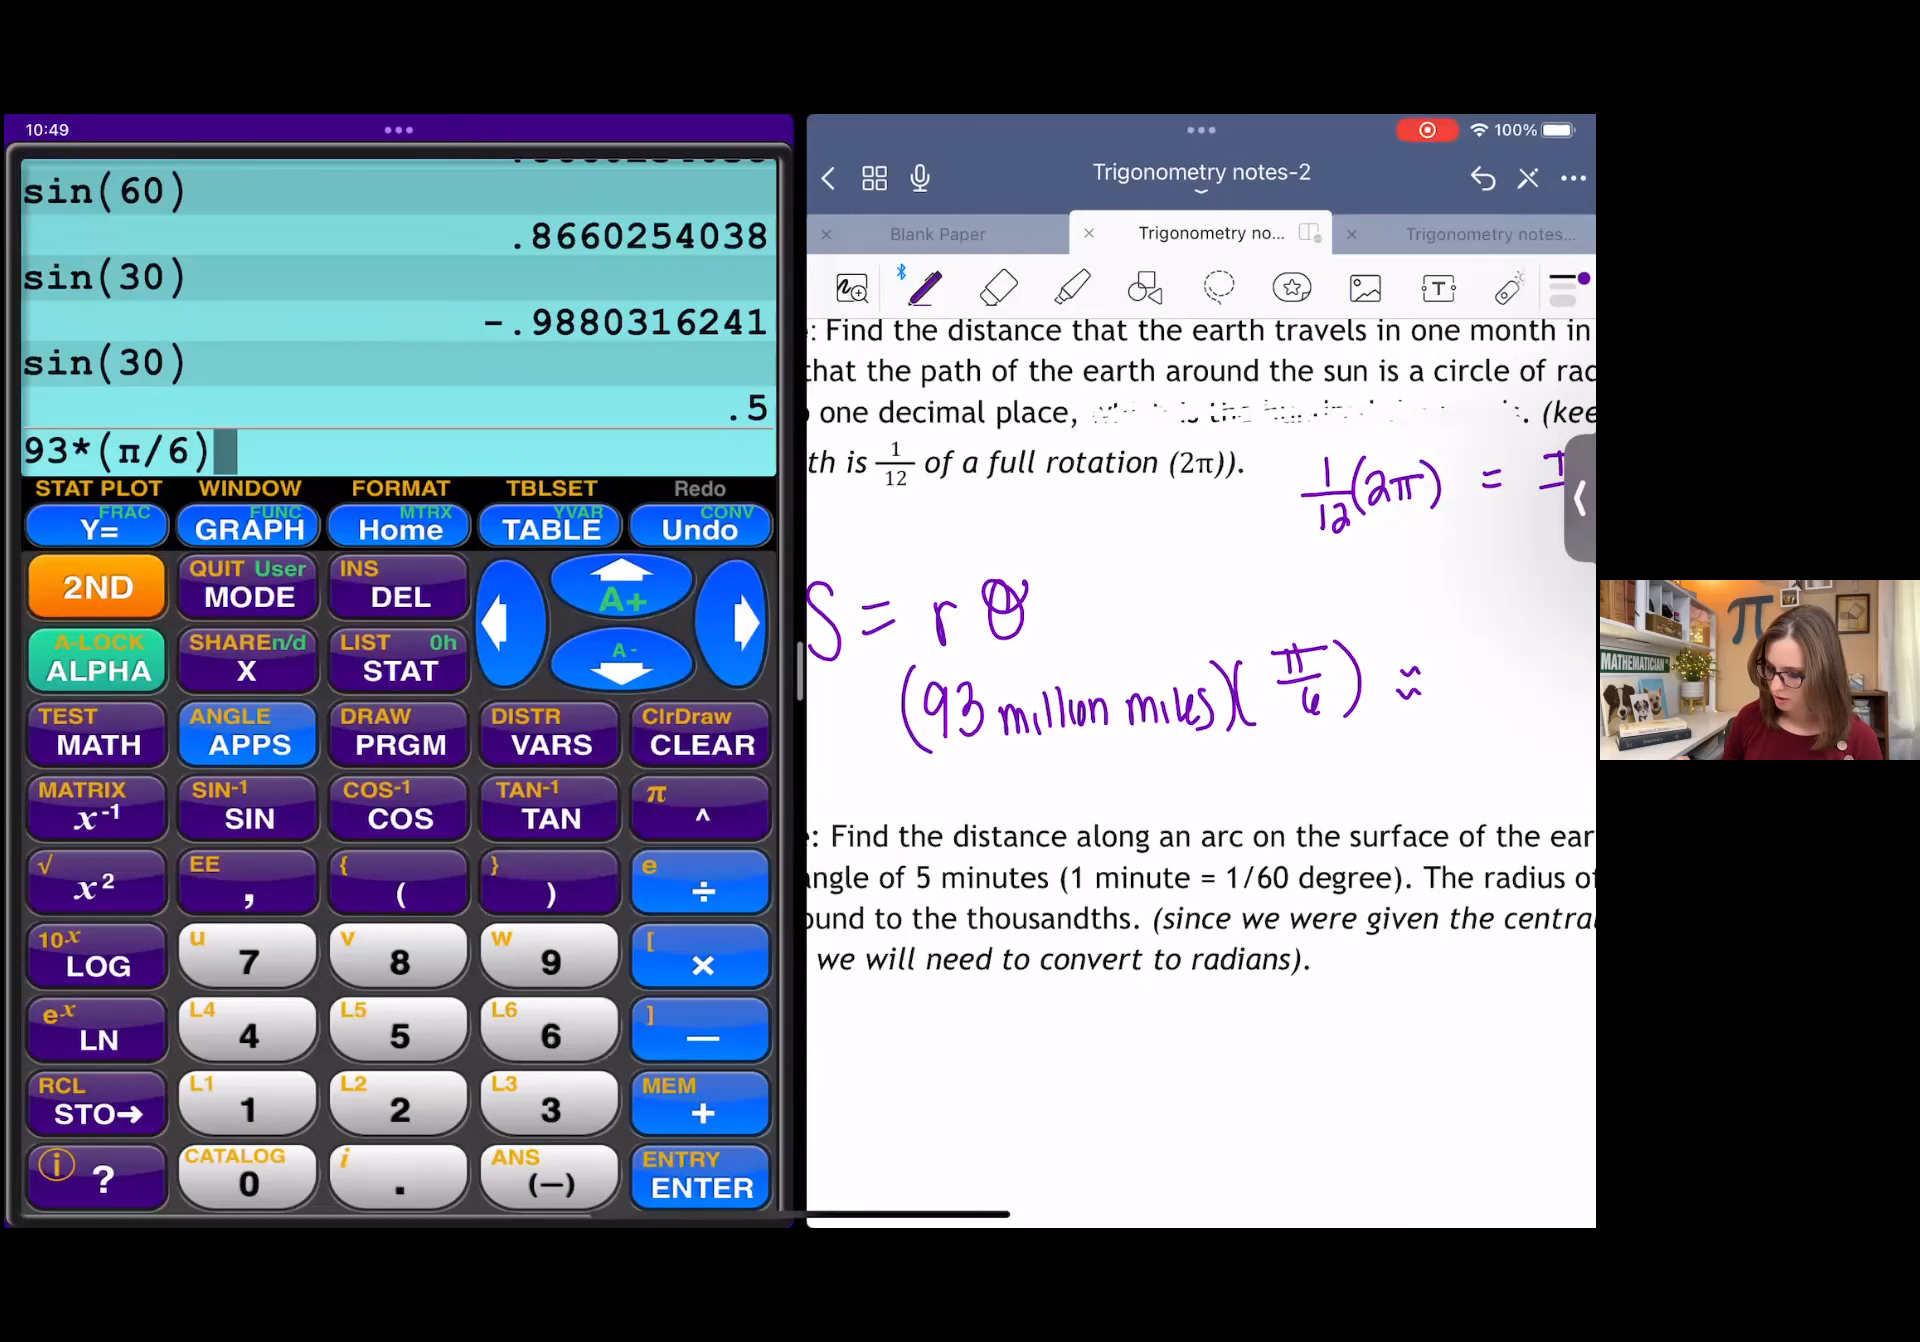 10:49
sin(60)
.8660254038
sin(30)
-.9880316241
sin(30)
.5
93*(π/6)
STAT PLOT WINDOW FORMAT TBLSET Redo
FRAC FUNC MTRX YVAR CONV
Y= GRAPH Home TABLE Undo
QUIT User INS
2ND MODE DEL A+
A-LOCK SHARE n/d LIST 0h A-
ALPHA X STAT
TEST ANGLE DRAW DISTR ClrDraw
MATH APPS PRGM VARS CLEAR
MATRIX SIN⁻¹ COS⁻¹ TAN⁻¹ π
x⁻¹ SIN COS TAN ^
√ EE { } e
x² , ( ) ÷
10ˣ u v w [
LOG 7 8 9 ×
eˣ L4 L5 L6 ]
LN 4 5 6 —
RCL L1 L2 L3 MEM
STO➔ 1 2 3 +
i CATALOG i ANS ENTRY
? 0 . (—) ENTER
100%
Trigonometry notes-2
Blank Paper
Trigonometry no...
Trigonometry notes...
T
: Find the distance that the earth travels in one month in
that the path of the earth around the sun is a circle of rad
one decimal place, . (kee
th is 1/12 of a full rotation (2π)).
1/12(2π) =
S = r θ
(93 million miles)(π/6) ≈
: Find the distance along an arc on the surface of the ear
angle of 5 minutes (1 minute = 1/60 degree). The radius of
ound to the thousandths. (since we were given the centra
we will need to convert to radians).
π
MATHEMATICIAN